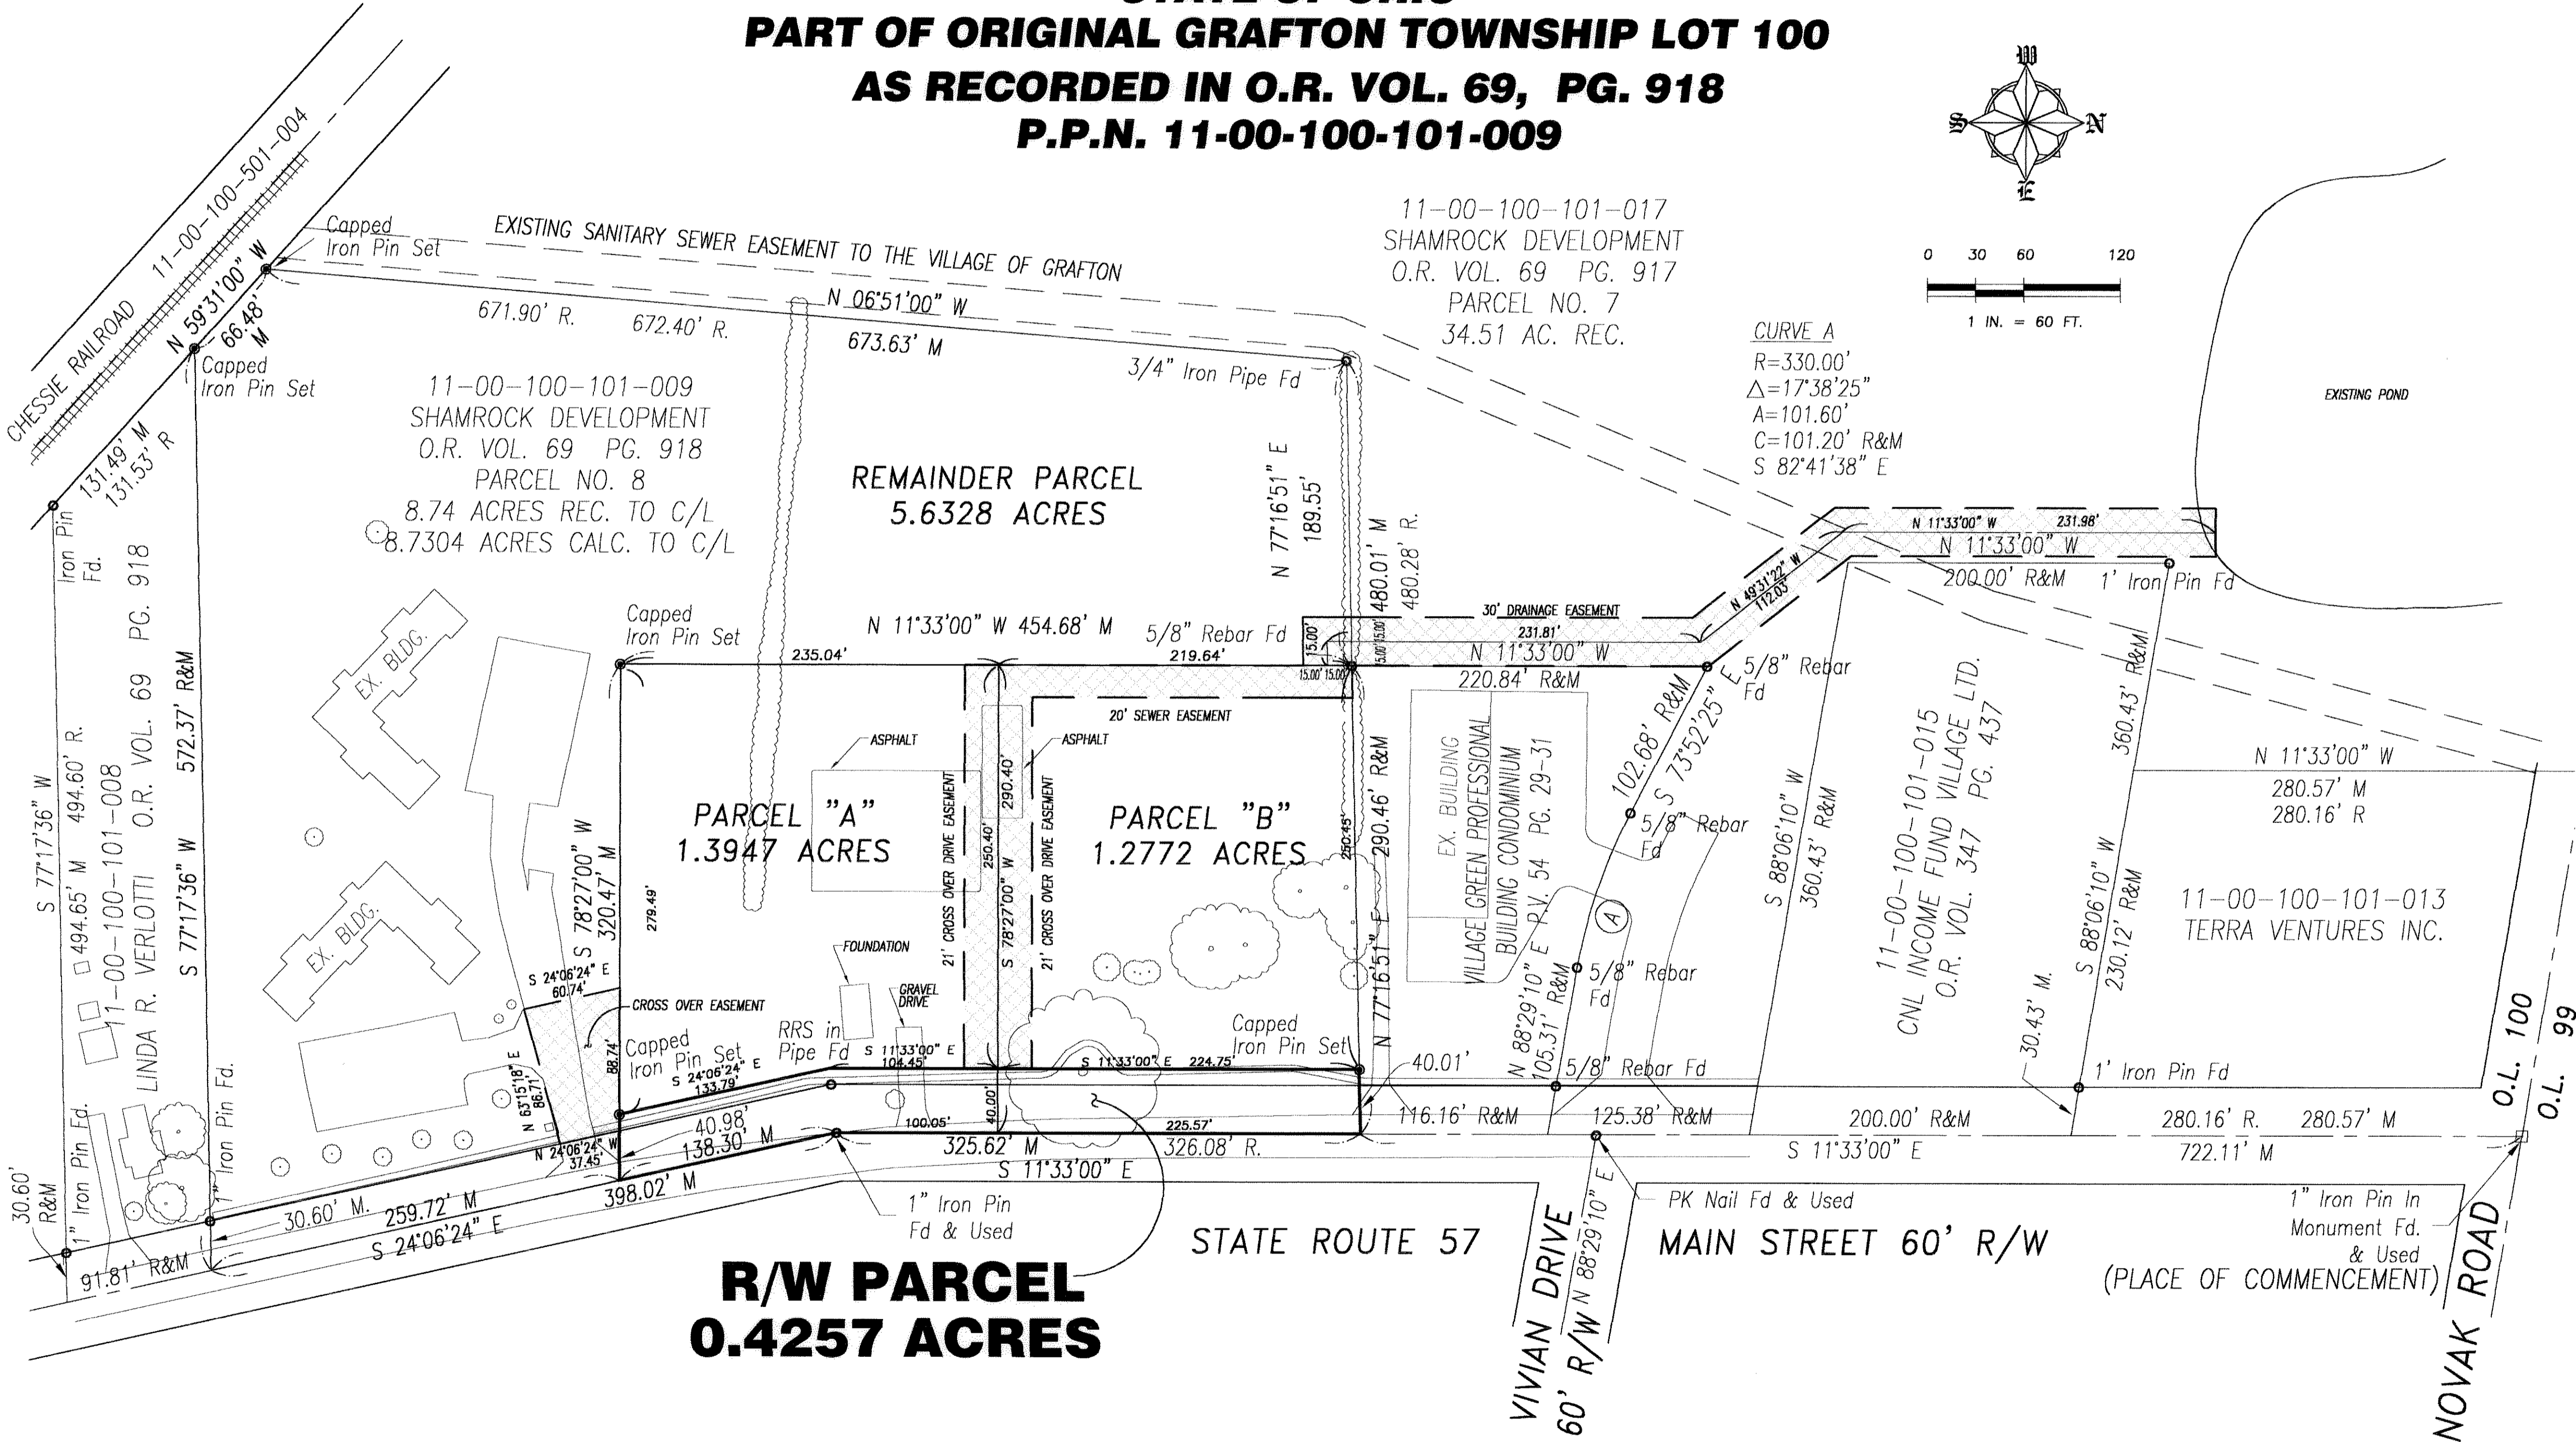 PART OF ORIGINAL GRAFTON TOWNSHIP LOT 100
AS RECORDED IN O.R. VOL. 69, PG. 918
P.P.N. 11-00-100-101-009
W
S
N
E
0 30 60 120
1 IN. = 60 FT.
CHESSIE RAILROAD 11-00-100-501-004
N 59°31'00" W
66.48'
M
Capped
Iron Pin Set
Capped
Iron Pin Set
131.49' M
131.53' R
EXISTING SANITARY SEWER EASEMENT TO THE VILLAGE OF GRAFTON
N 06°51'00" W
671.90' R.
672.40' R.
673.63' M
3/4" Iron Pipe Fd
11-00-100-101-017
SHAMROCK DEVELOPMENT
O.R. VOL. 69 PG. 917
PARCEL NO. 7
34.51 AC. REC.
CURVE A
R=330.00'
△=17°38'25"
A=101.60'
C=101.20' R&M
S 82°41'38" E
EXISTING POND
11-00-100-101-009
SHAMROCK DEVELOPMENT
O.R. VOL. 69 PG. 918
PARCEL NO. 8
8.74 ACRES REC. TO C/L
8.7304 ACRES CALC. TO C/L
REMAINDER PARCEL
5.6328 ACRES
N 77°16'51" E
189.55'
480.01' M
480.28' R.
Iron Pin
Fd.
S 77°17'36" W
494.65' M 494.60' R.
11-00-100-101-008
LINDA R. VERLOTTI O.R. VOL. 69 PG. 918
S 77°17'36" W 572.37' R&M
1" Iron Pin Fd.
1" Iron Pin Fd.
30.60'
R&M
EX. BLDG.
EX. BLDG.
Capped
Iron Pin Set
N 11°33'00" W 454.68' M
5/8" Rebar Fd
235.04'
219.64'
15.00'
15.00' 15.00'
15.00' 15.00'
30' DRAINAGE EASEMENT
231.81'
N 11°33'00" W
220.84' R&M
N 49°31'22" W
112.03'
N 11°33'00" W 231.98'
N 11°33'00" W
200.00' R&M
1' Iron Pin Fd
5/8" Rebar
Fd
102.68' R&M
S 73°52'25" E
5/8" Rebar
Fd
20' SEWER EASEMENT
ASPHALT
ASPHALT
PARCEL "A"
1.3947 ACRES
PARCEL "B"
1.2772 ACRES
S 78°27'00" W
320.47' M
279.49'
21' CROSS OVER DRIVE EASEMENT
250.40'
290.40'
S 78°27'00" W
21' CROSS OVER DRIVE EASEMENT
250.45'
290.46' R&M
N 77°16'51" E
EX. BUILDING
VILLAGE GREEN PROFESSIONAL
BUILDING CONDOMINIUM
P.V. 54 PG. 29-31
A
5/8" Rebar
Fd
N 88°29'10" E
105.31' R&M
5/8" Rebar Fd
S 88°06'10" W
360.43' R&M
11-00-100-101-015
CNL INCOME FUND VILLAGE LTD.
O.R. VOL. 347 PG. 437
360.43' R&M
S 88°06'10" W
230.12' R&M
30.43' M.
N 11°33'00" W
280.57' M
280.16' R
11-00-100-101-013
TERRA VENTURES INC.
O.L. 100
O.L. 99
FOUNDATION
GRAVEL
DRIVE
S 24°06'24" E
60.74'
CROSS OVER EASEMENT
88.74'
N 63°15'18" E
86.71'
N 24°06'24" W
37.45'
Capped
Iron Pin Set
S 24°06'24" E
133.79'
RRS in
Pipe Fd
S 11°33'00" E
104.45'
S 11°33'00" E 224.75'
Capped
Iron Pin Set
40.01'
40.00'
40.98'
138.30' M
100.05'
225.57'
325.62' M 326.08' R.
S 11°33'00" E
116.16' R&M
125.38' R&M
200.00' R&M
1' Iron Pin Fd
280.16' R. 280.57' M
S 11°33'00" E
722.11' M
91.81' R&M
30.60' M.
259.72' M
S 24°06'24" E
398.02' M
1" Iron Pin
Fd & Used
R/W PARCEL
0.4257 ACRES
STATE ROUTE 57
VIVIAN DRIVE
60' R/W
N 88°29'10" E
PK Nail Fd & Used
MAIN STREET 60' R/W
1" Iron Pin In
Monument Fd.
& Used
(PLACE OF COMMENCEMENT)
NOVAK ROAD